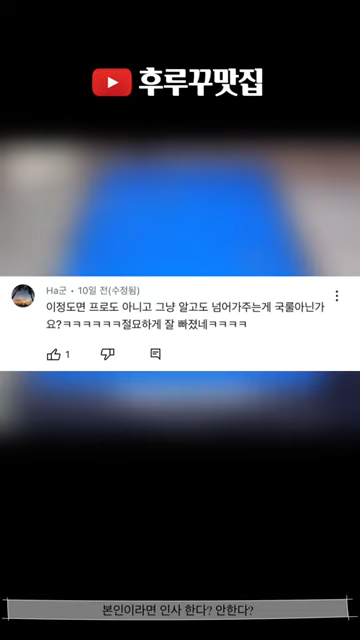 후루꾸맛집
Ha군 • 10일 전(수정됨)
이정도면 프로도 아니고 그냥 알고도 넘어가주는게 국룰아닌가
요?ㅋㅋㅋㅋㅋㅋ절묘하게 잘 빠졌네ㅋㅋㅋㅋ
1
본인이라면 인사 한다? 안한다?